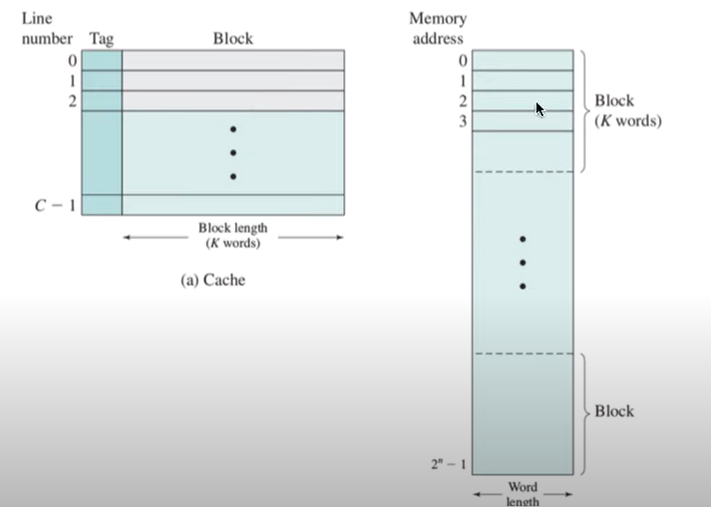 Line
number Tag Block
0
1
2
C – 1
Block length
(K words)
(a) Cache
Memory
address
0
1
2
3
Block
(K words)
Block
2ⁿ – 1
Word
length